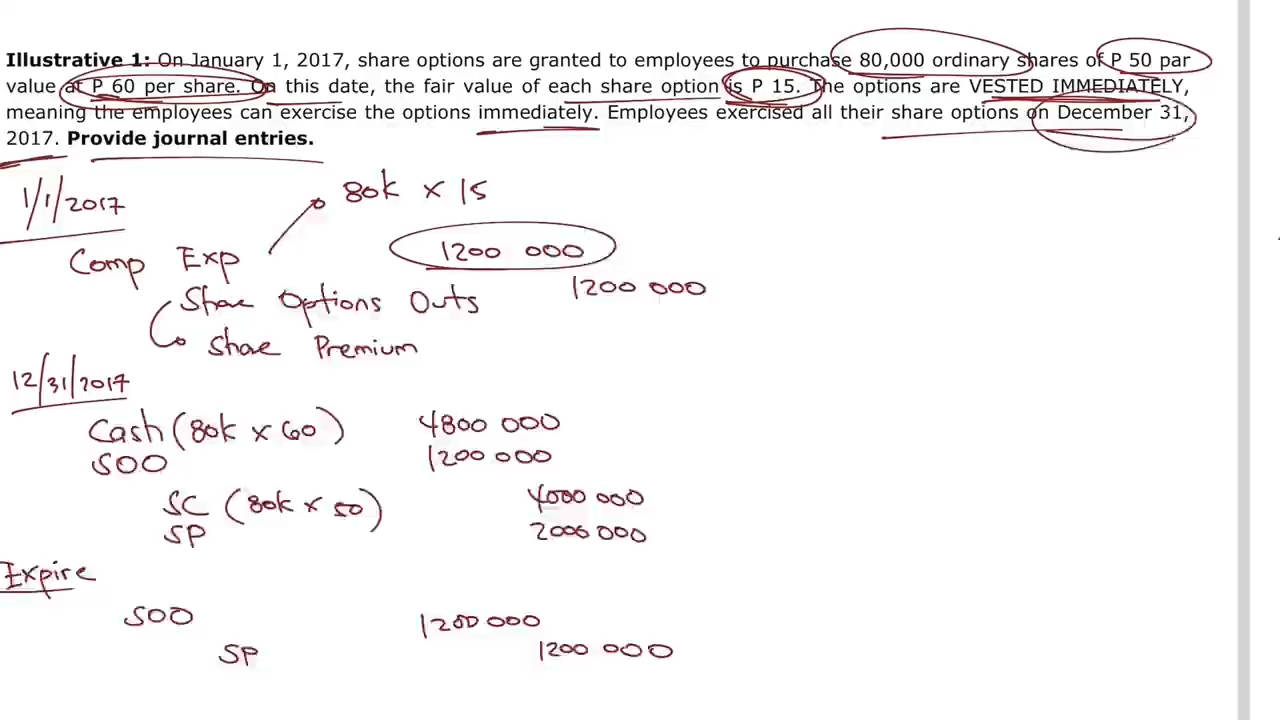 Illustrative 1: On January 1, 2017, share options are granted to employees to purchase 80,000 ordinary shares of P 50 par
value at P 60 per share. On this date, the fair value of each share option is P 15. The options are VESTED IMMEDIATELY,
meaning the employees can exercise the options immediately. Employees exercised all their share options on December 31,
2017. Provide journal entries.
1/1/2017
80k x 15
Comp Exp 1200 000
Share Options Outs 1200 000
Share Premium
12/31/2017
Cash (80k x 60) 4800 000
SOO 1200 000
SC (80k x 50) 4000 000
SP 2000 000
Expire
SOO 1200 000
SP 1200 000